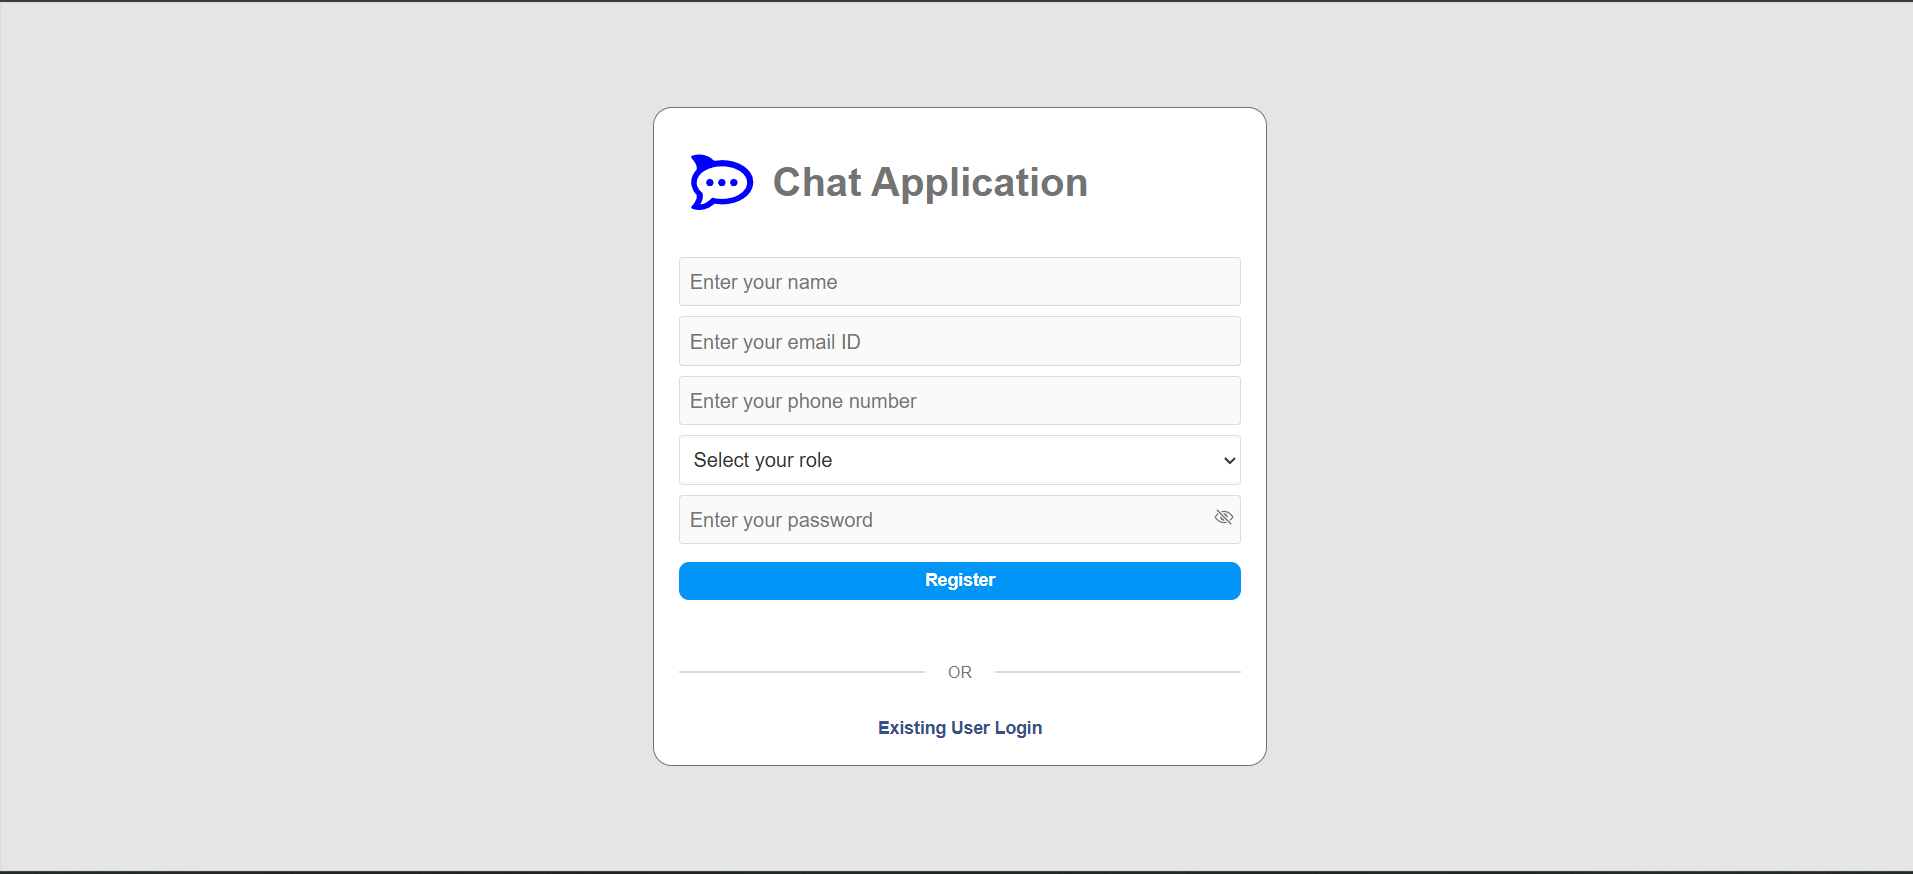 Chat Application
Enter your name
Enter your email ID
Enter your phone number
Select your role
Enter your password
Register
OR
Existing User Login